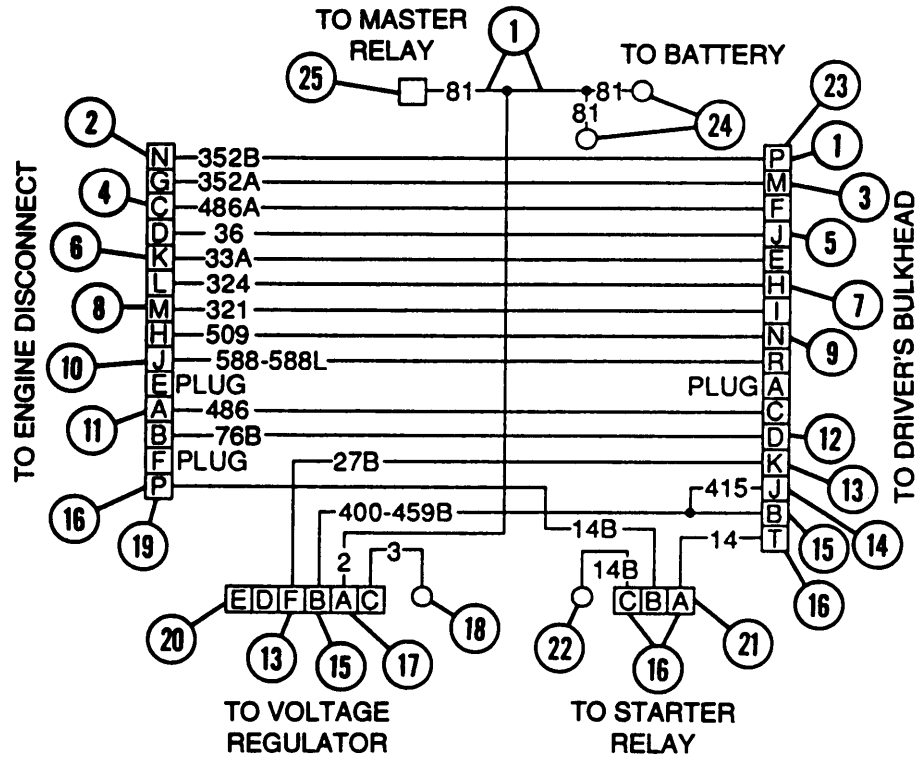 TO MASTER
RELAY
1
TO BATTERY
25
81
81
81
24
23
2
N 352B P
1
G 352A M
3
4
C 486A F
D 36 J
5
6
K 33A E
L 324 H
7
8
M 321 I
H 509 N
9
10
J 588-588L R
E PLUG PLUG A
11
A 486 C
B 76B D
12
F PLUG 27B K
13
16
P 415 J
14
19
400-459B B
15
14B
14 T
16
2
3
14B
TO ENGINE DISCONNECT
TO DRIVER'S BULKHEAD
20
E D F B A C
18
13
15
17
22
C B A
16
21
TO VOLTAGE
REGULATOR
TO STARTER
RELAY